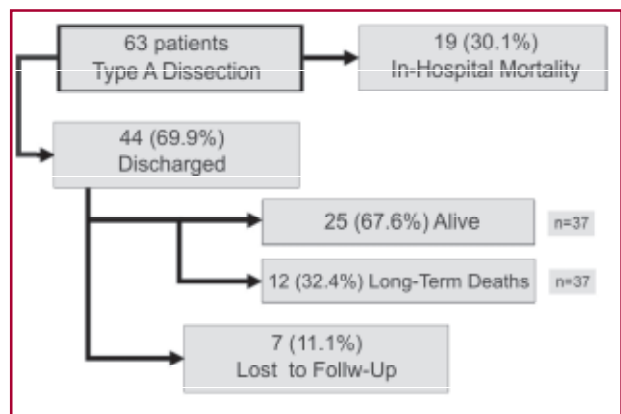 63 patients
Type A Dissection
19 (30.1%)
In-Hospital Mortality
44 (69.9%)
Discharged
25 (67.6%) Alive
n=37
12 (32.4%) Long-Term Deaths
n=37
7 (11.1%)
Lost to Follw-Up